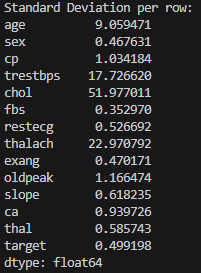 Standard Deviation per row:
age 9.059471
sex 0.467631
cp 1.034184
trestbps 17.726620
chol 51.977011
fbs 0.352970
restecg 0.526692
thalach 22.970792
exang 0.470171
oldpeak 1.166474
slope 0.618235
ca 0.939726
thal 0.585743
target 0.499198
dtype: float64